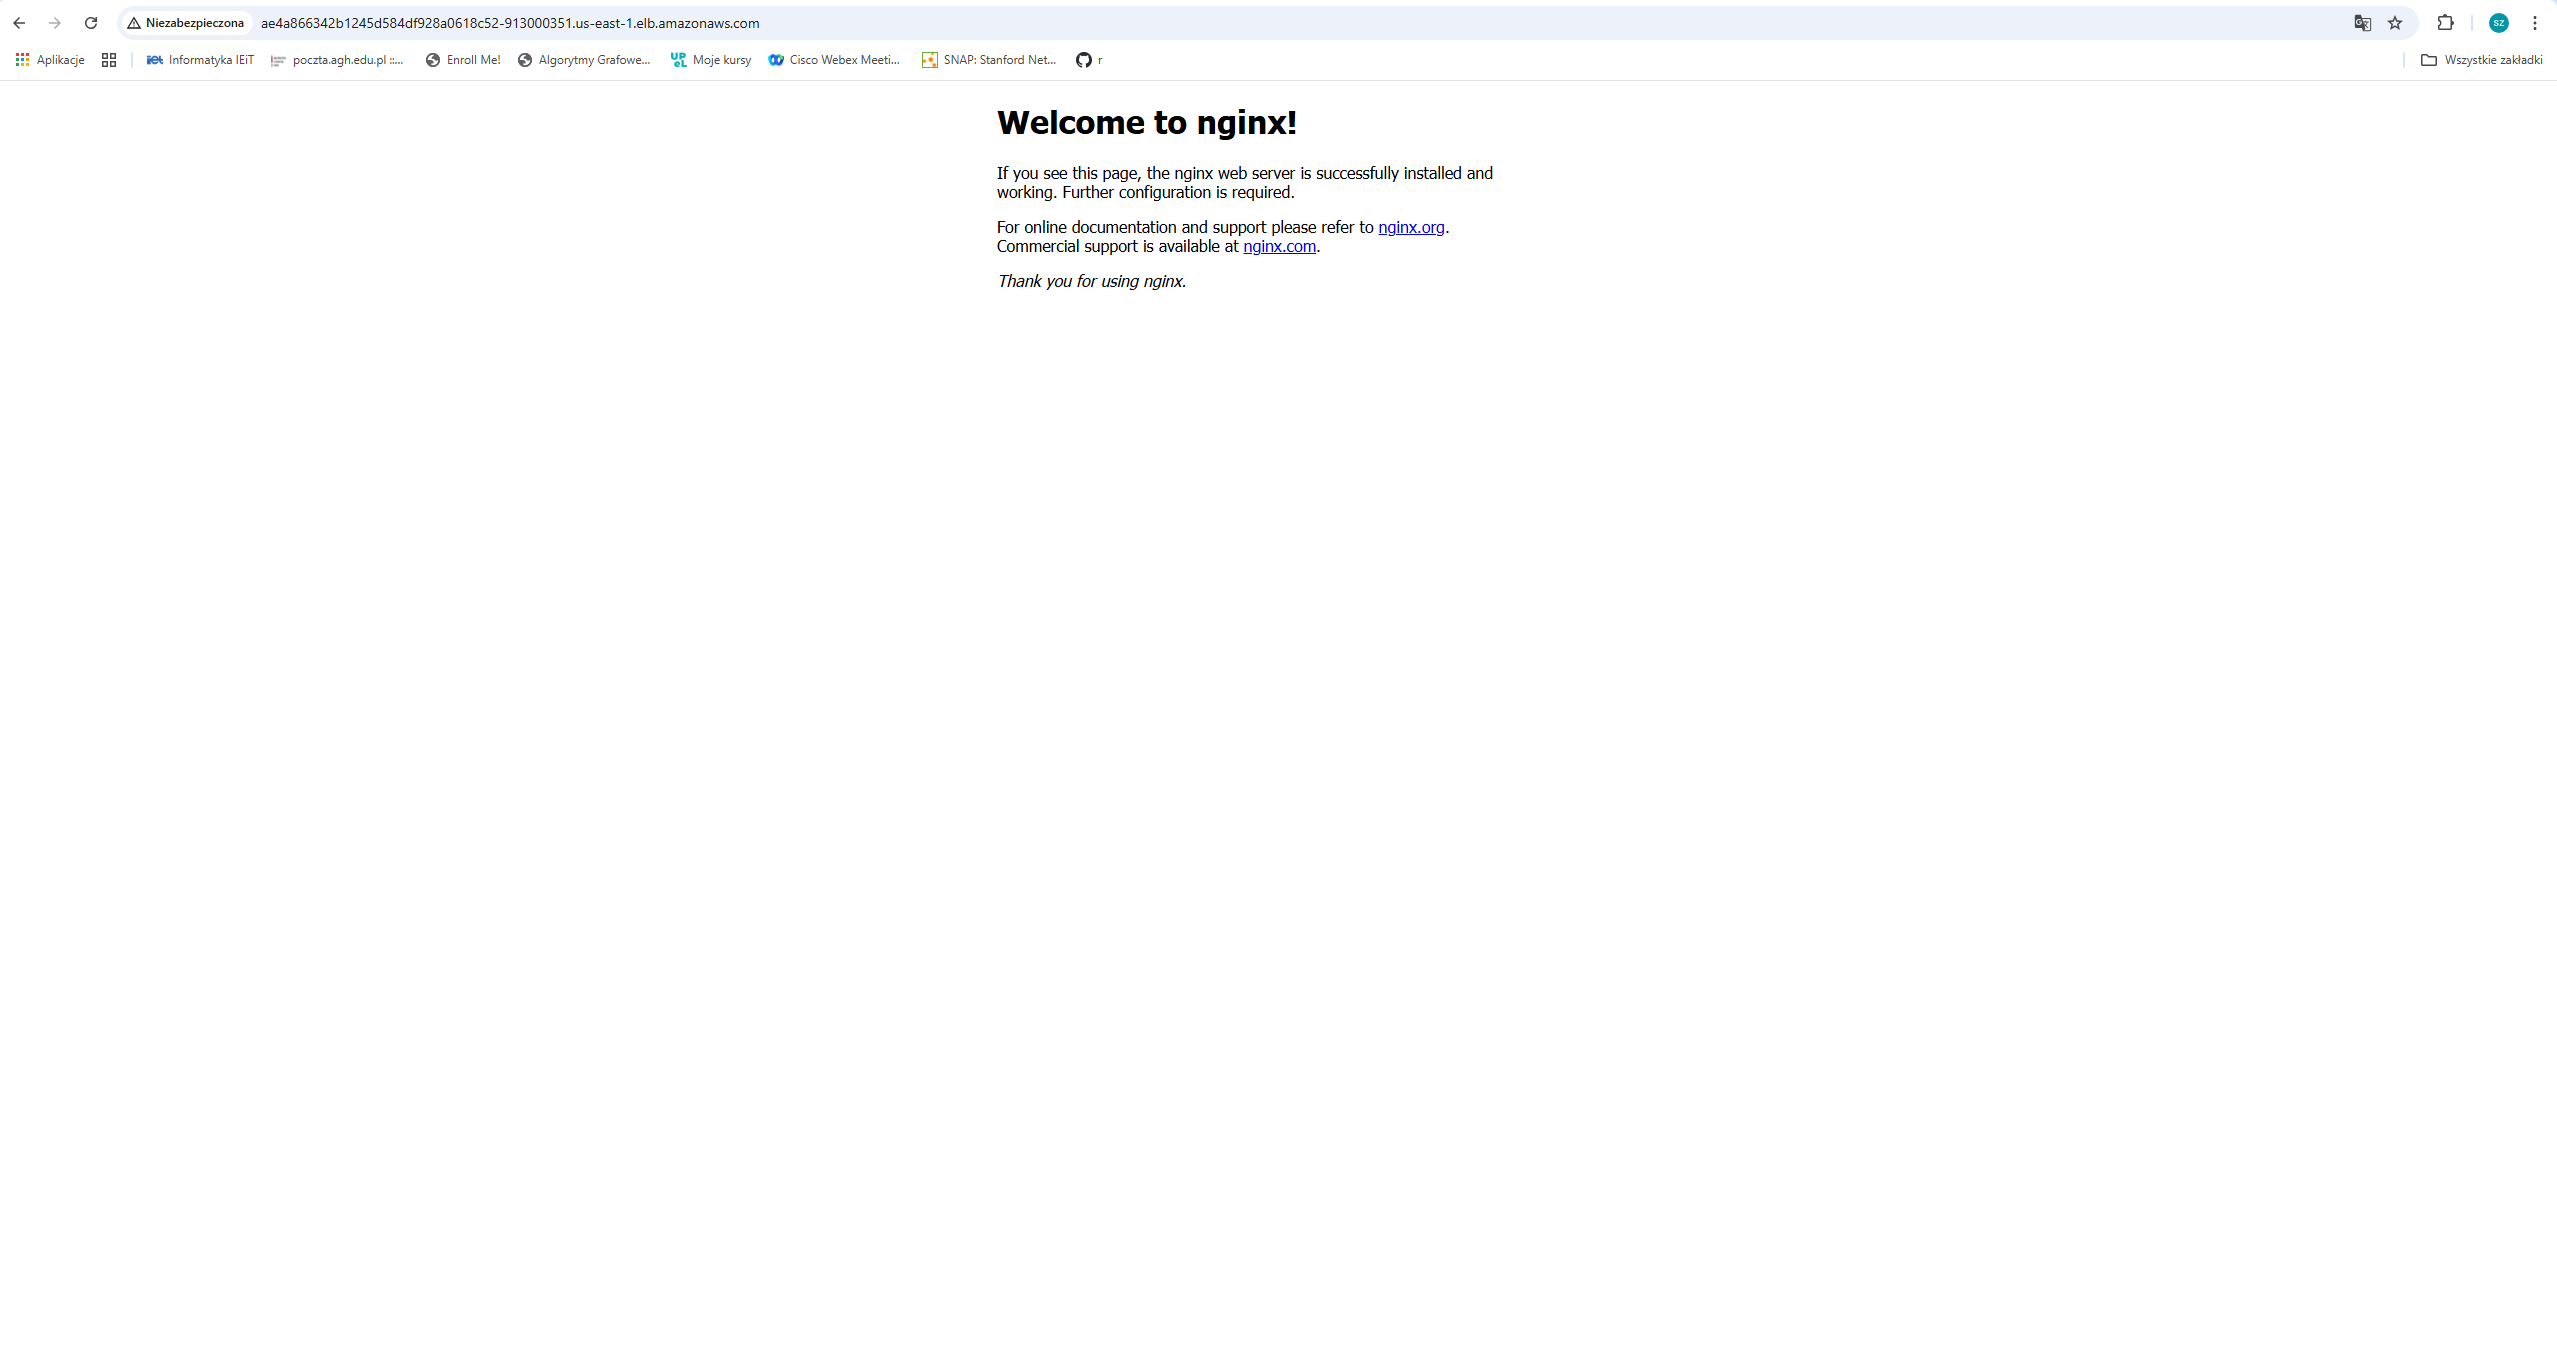 Niezabezpieczona ae4a866342b1245d584df928a0618c52-913000351.us-east-1.elb.amazonaws.com SZ
Aplikacje iet Informatyka IEiT poczta.agh.edu.pl ::... Enroll Me! Algorytmy Grafowe... UPeL Moje kursy Cisco Webex Meeti... SNAP: Stanford Net... r Wszystkie zakładki
Welcome to nginx!
If you see this page, the nginx web server is successfully installed and
working. Further configuration is required.
For online documentation and support please refer to nginx.org.
Commercial support is available at nginx.com.
Thank you for using nginx.